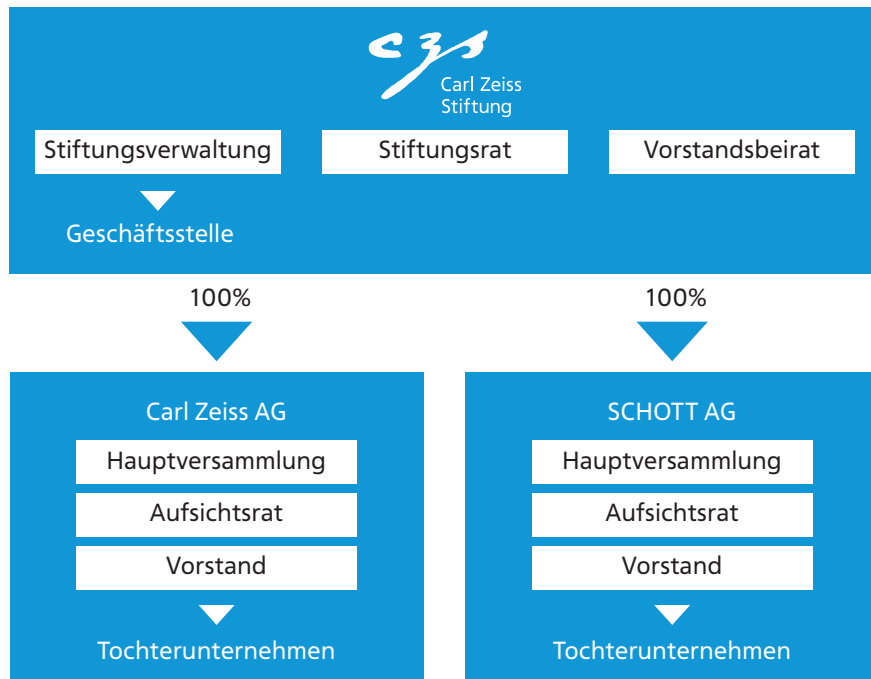 czs
Carl Zeiss
Stiftung
Stiftungsverwaltung
Stiftungsrat
Vorstandsbeirat
Geschäftsstelle
100%
100%
Carl Zeiss AG
Hauptversammlung
Aufsichtsrat
Vorstand
Tochterunternehmen
SCHOTT AG
Hauptversammlung
Aufsichtsrat
Vorstand
Tochterunternehmen